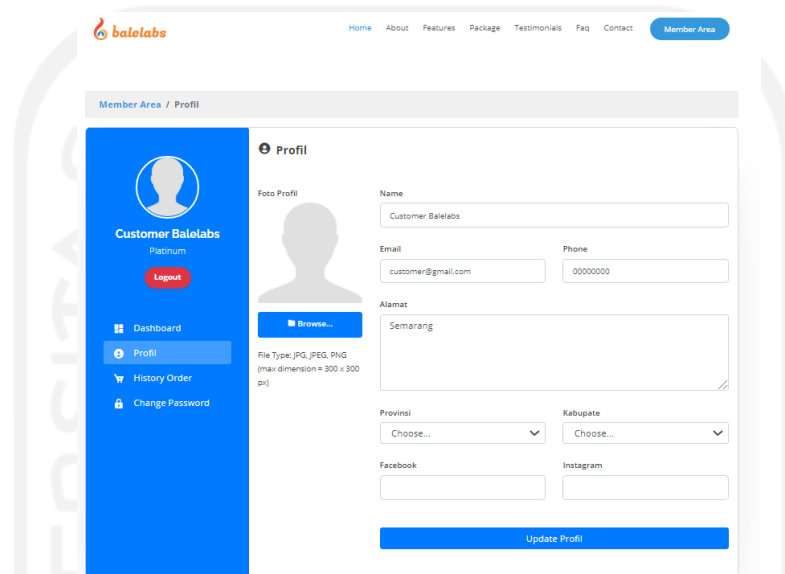 balelabs
Home About Features Package Testimonials Faq Contact Member Area
Member Area / Profil
Customer Balelabs
Platinum
Logout
Dashboard
Profil
History Order
Change Password
Profil
Foto Profil
Browse...
File Type: JPG, JPEG, PNG
(max dimension = 300 x 300
px)
Name
Customer Balelabs
Email Phone
customer@gmail.com 00000000
Alamat
Semarang
Provinsi Kabupate
Choose... Choose...
Facebook Instagram
Update Profil